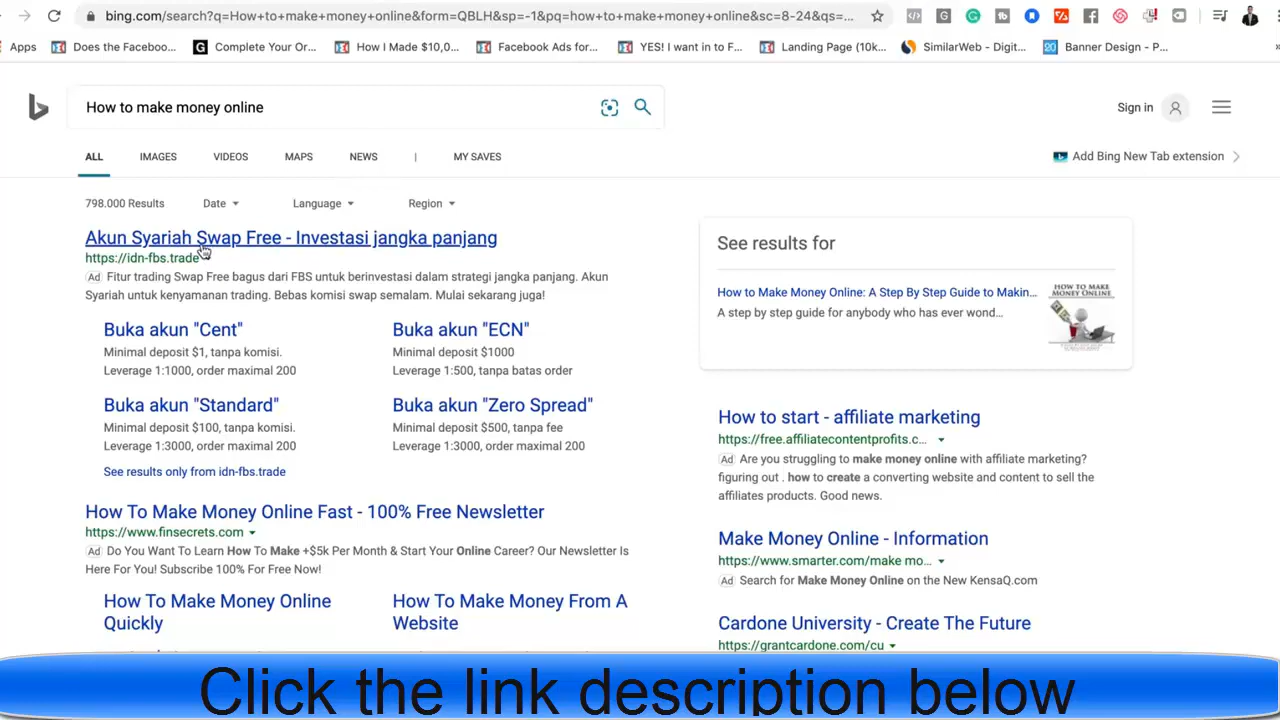 bing.com/search?q=How+to+make+money+online&form=QBLH&sp=-1&pq=how+to+make+money+online&sc=8-24&qs=...
Apps
Does the Faceboo...
Complete Your Or...
How I Made $10,0...
Facebook Ads for...
YES! I want in to F...
Landing Page (10k...
SimilarWeb - Digit...
Banner Design - P...
How to make money online
Sign in
ALL
IMAGES
VIDEOS
MAPS
NEWS
|
MY SAVES
Add Bing New Tab extension
798.000 Results
Date
Language
Region
Akun Syariah Swap Free - Investasi jangka panjang
https://idn-fbs.trade
Ad Fitur trading Swap Free bagus dari FBS untuk berinvestasi dalam strategi jangka panjang. Akun
Syariah untuk kenyamanan trading. Bebas komisi swap semalam. Mulai sekarang juga!
Buka akun "Cent"
Minimal deposit $1, tanpa komisi.
Leverage 1:1000, order maximal 200
Buka akun "ECN"
Minimal deposit $1000
Leverage 1:500, tanpa batas order
Buka akun "Standard"
Minimal deposit $100, tanpa komisi.
Leverage 1:3000, order maximal 200
Buka akun "Zero Spread"
Minimal deposit $500, tanpa fee
Leverage 1:3000, order maximal 200
See results only from idn-fbs.trade
How To Make Money Online Fast - 100% Free Newsletter
https://www.finsecrets.com
Ad Do You Want To Learn How To Make +$5k Per Month & Start Your Online Career? Our Newsletter Is
Here For You! Subscribe 100% For Free Now!
How To Make Money Online
Quickly
How To Make Money From A
Website
See results for
How to Make Money Online: A Step By Step Guide to Makin...
A step by step guide for anybody who has ever wond...
HOW TO MAKE
MONEY ONLINE
How to start - affiliate marketing
https://free.affiliatecontentprofits.c...
Ad Are you struggling to make money online with affiliate marketing?
figuring out . how to create a converting website and content to sell the
affiliates products. Good news.
Make Money Online - Information
https://www.smarter.com/make mo...
Ad Search for Make Money Online on the New KensaQ.com
Cardone University - Create The Future
https://grantcardone.com/cu
Click the link description below